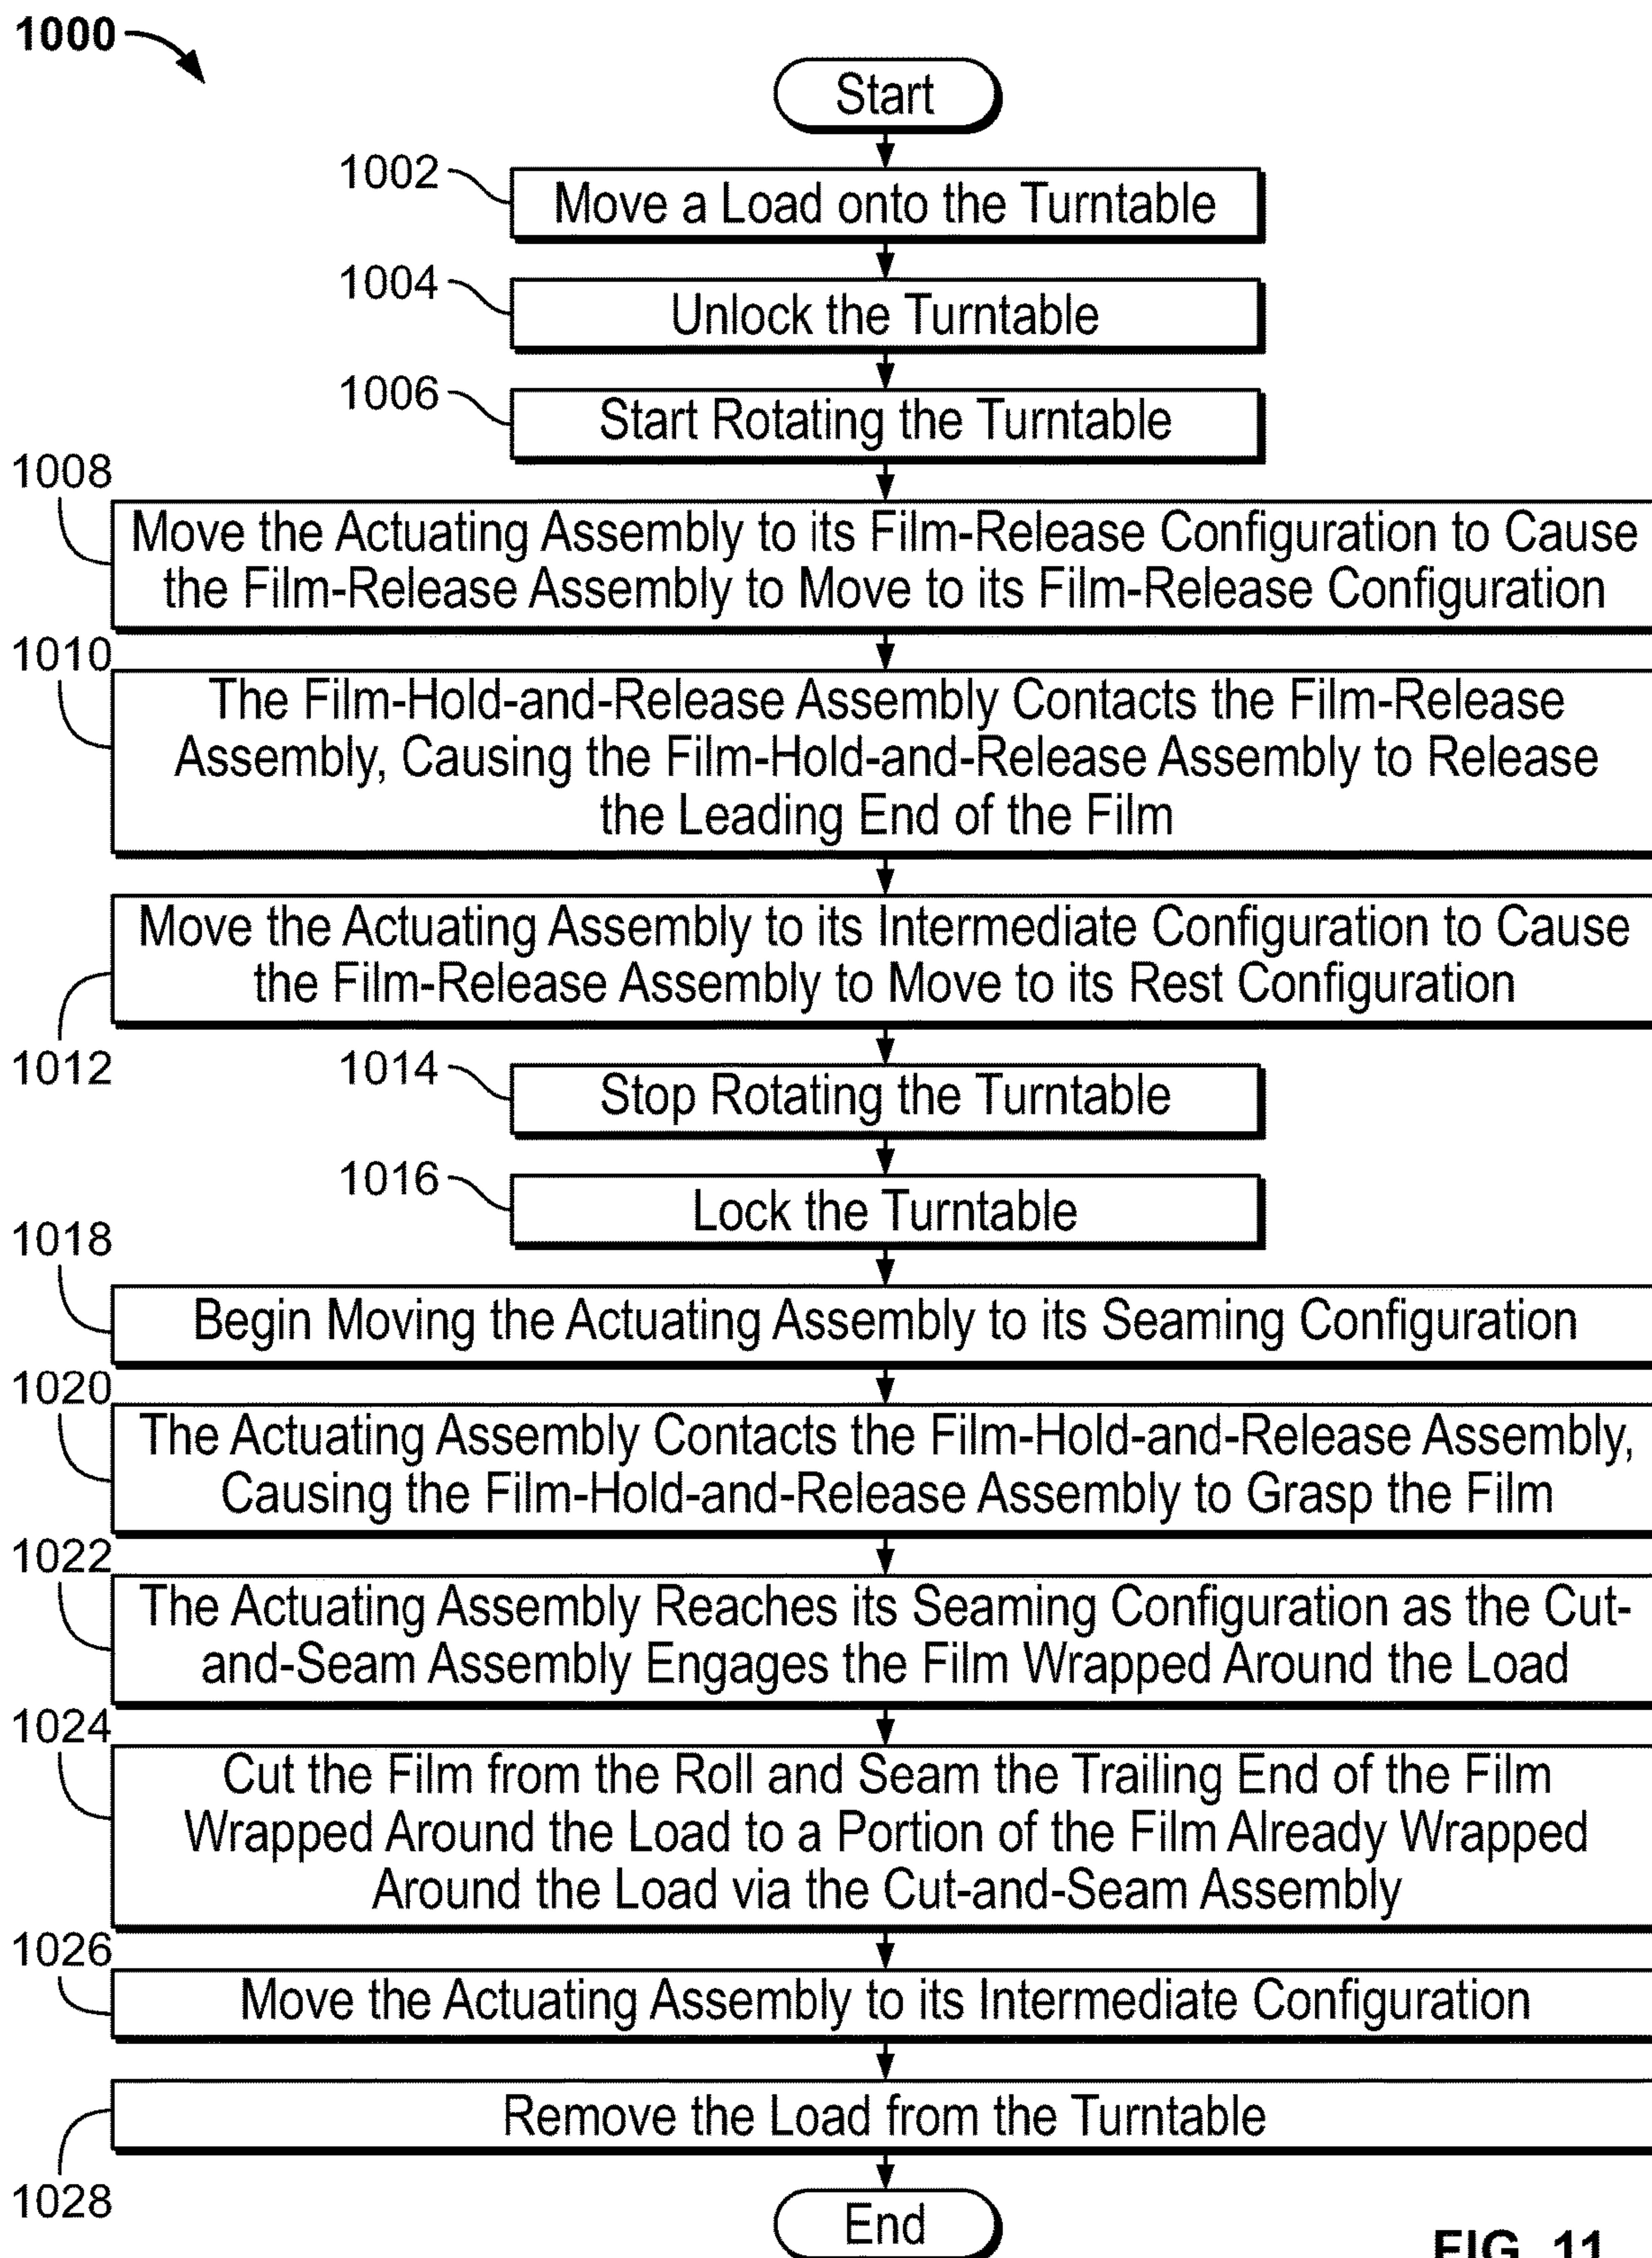 1000
Start
1002
Move a Load onto the Turntable
1004
Unlock the Turntable
1006
Start Rotating the Turntable
1008
Move the Actuating Assembly to its Film-Release Configuration to Cause
the Film-Release Assembly to Move to its Film-Release Configuration
1010
The Film-Hold-and-Release Assembly Contacts the Film-Release
Assembly, Causing the Film-Hold-and-Release Assembly to Release
the Leading End of the Film
Move the Actuating Assembly to its Intermediate Configuration to Cause
the Film-Release Assembly to Move to its Rest Configuration
1012
1014
Stop Rotating the Turntable
1016
Lock the Turntable
1018
Begin Moving the Actuating Assembly to its Seaming Configuration
1020
The Actuating Assembly Contacts the Film-Hold-and-Release Assembly,
Causing the Film-Hold-and-Release Assembly to Grasp the Film
1022
The Actuating Assembly Reaches its Seaming Configuration as the Cut-
and-Seam Assembly Engages the Film Wrapped Around the Load
1024
Cut the Film from the Roll and Seam the Trailing End of the Film
Wrapped Around the Load to a Portion of the Film Already Wrapped
Around the Load via the Cut-and-Seam Assembly
1026
Move the Actuating Assembly to its Intermediate Configuration
Remove the Load from the Turntable
1028
End
FIG. 11